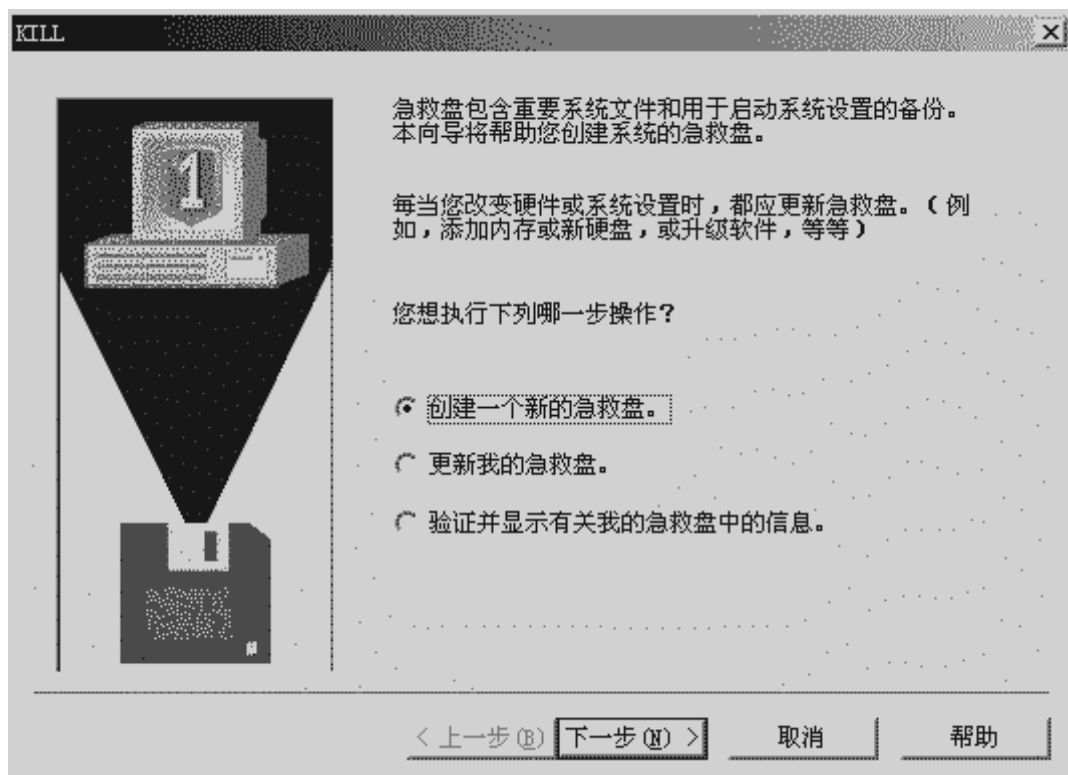 KILL
急救盘包含重要系统文件和用于启动系统设置的备份。
本向导将帮助您创建系统的急救盘。
每当您改变硬件或系统设置时，都应更新急救盘。（例
如，添加内存或新硬盘，或升级软件，等等）
您想执行下列哪一步操作？
1
创建一个新的急救盘。
更新我的急救盘。
验证并显示有关我的急救盘中的信息。
< 上一步(B) 下一步(N) > 取消 帮助